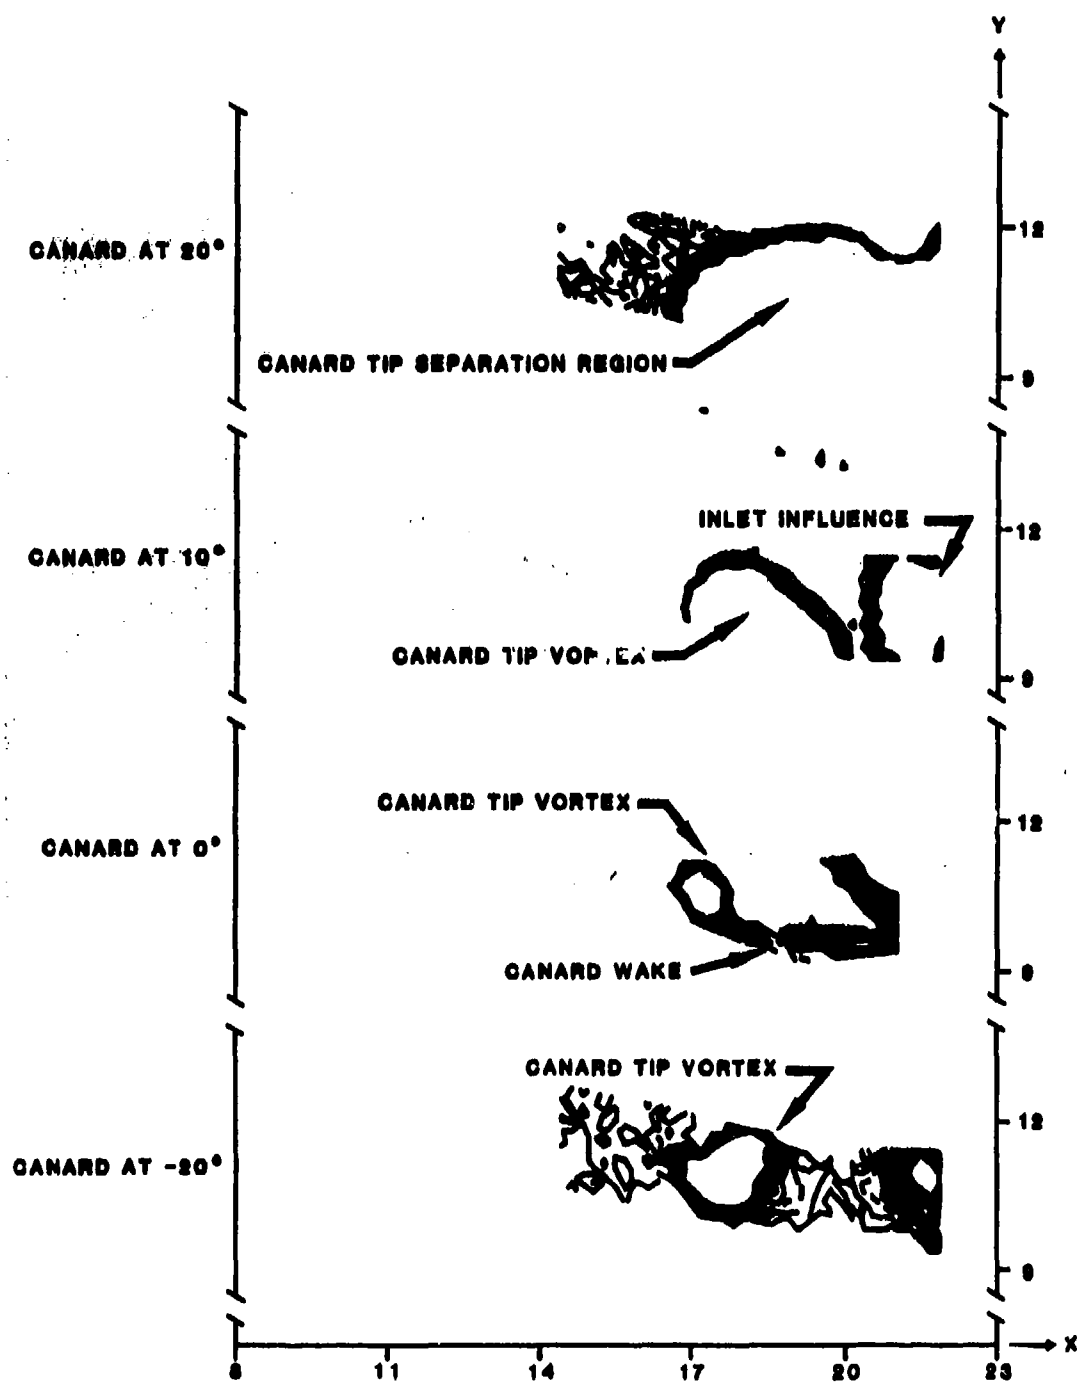 Y
CANARD AT 20°
12
CANARD TIP SEPARATION REGION
9
INLET INFLUENCE
12
CANARD AT 10°
CANARD TIP
9
CANARD TIP VORTEX
12
CANARD AT 0°
CANARD WAKE
9
CANARD TIP VORTEX
12
CANARD AT -20°
9
X
8 11 14 17 20 23